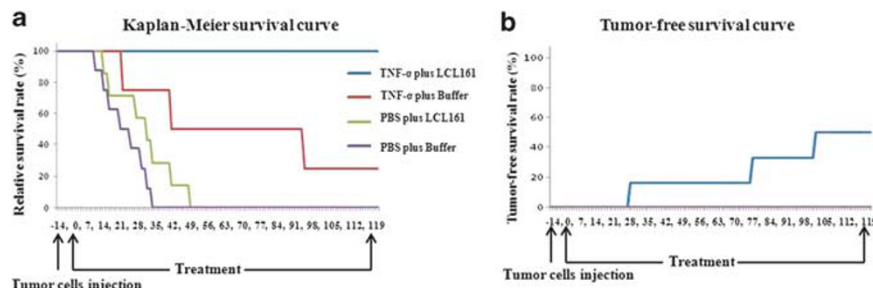 a
Kaplan-Meier survival curve
Relative survival rate (%)
100
80
60
40
20
0
TNF-α plus LCL161
TNF-α plus Buffer
PBS plus LCL161
PBS plus Buffer
-14, 0, 7, 14, 21, 28, 35, 42, 49, 56, 63, 70, 77, 84, 91, 98, 105, 112, 119
Treatment
Tumor cells injection
b
Tumor-free survival curve
Tumor-free survival rate (%)
100
80
60
40
20
0
-14, 0, 7, 14, 21, 28, 35, 42, 49, 56, 63, 70, 77, 84, 91, 98, 105, 112, 119
Treatment
Tumor cells injection